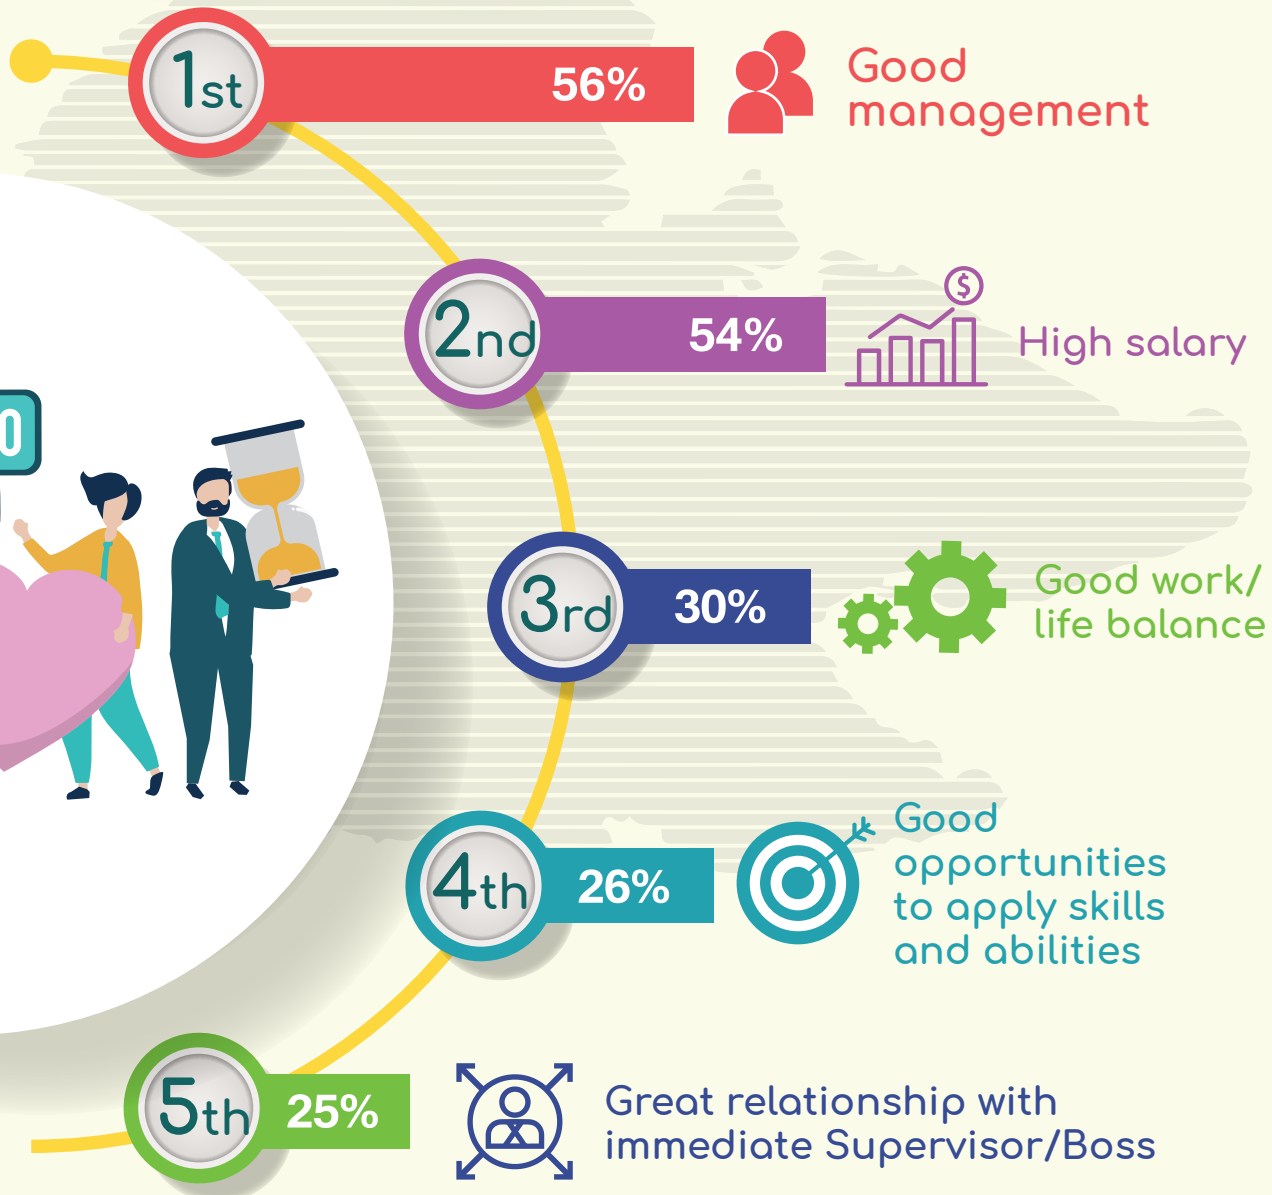 1st
56%
Good
management
2nd
54%
$
High salary
3rd
30%
Good work/
life balance
0
4th
26%
Good
opportunities
to apply skills
and abilities
5th
25%
Great relationship with
immediate Supervisor/Boss